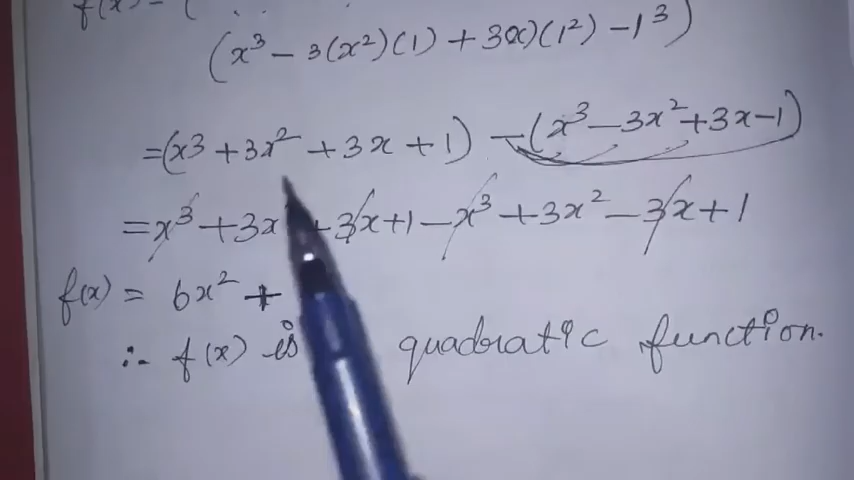 f(x) = (
(x³ - 3(x²)(1) + 3(x)(1²) - 1³)
= (x³ + 3x² + 3x + 1) - (x³ - 3x² + 3x - 1)
= x³ + 3x + 3x + 1 - x³ + 3x² - 3x + 1
f(x) = 6x² +
∴ f(x) is quadratic function.